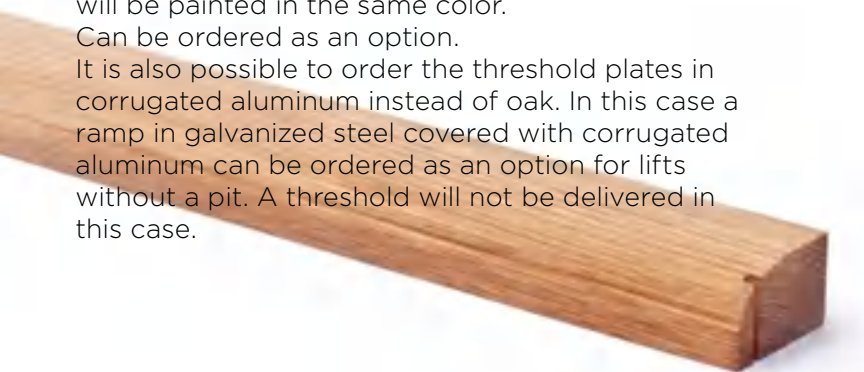 will be painted in the same color.
Can be ordered as an option.
It is also possible to order the threshold plates in
corrugated aluminum instead of oak. In this case a
ramp in galvanized steel covered with corrugated
aluminum can be ordered as an option for lifts
without a pit. A threshold will not be delivered in
this case.